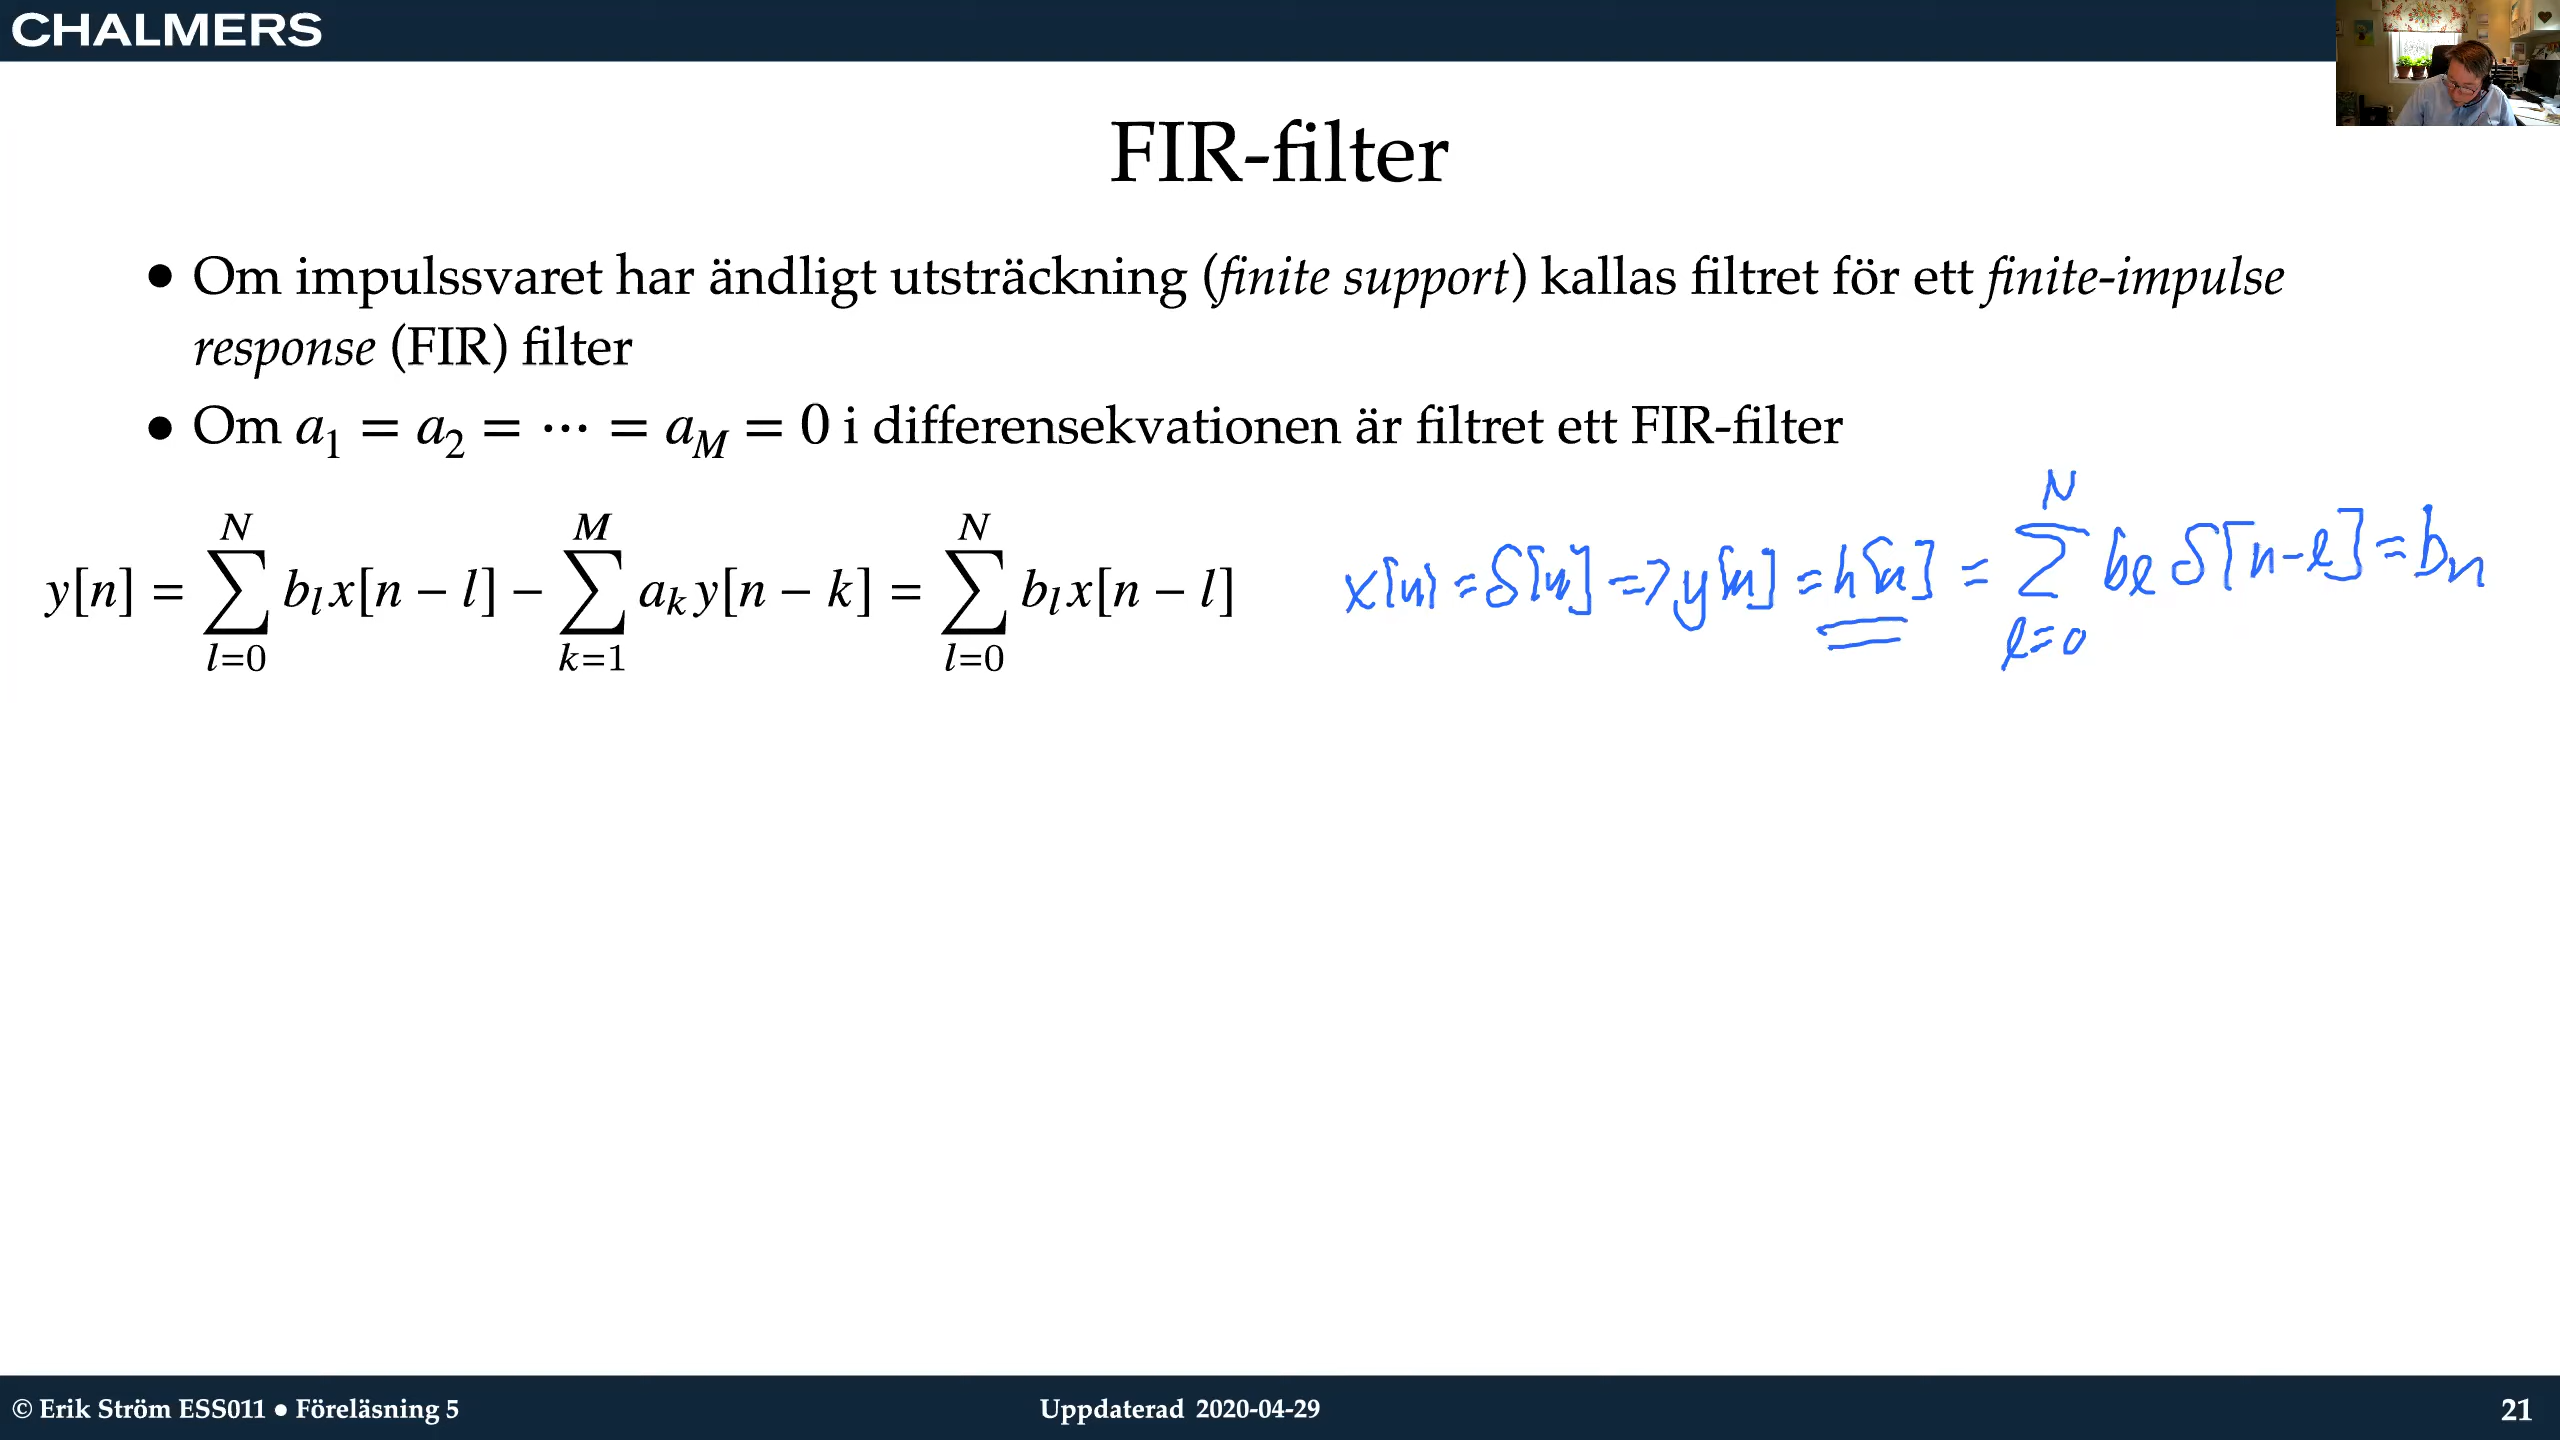 CHALMERS
FIR-filter
• Om impulssvaret har ändligt utsträckning (finite support) kallas filtret för ett finite-impulse
response (FIR) filter
• Om a₁ = a₂ = ⋯ = a_M = 0 i differensekvationen är filtret ett FIR-filter
y[n] = ∑_{l=0}^{N} b_l x[n − l] − ∑_{k=1}^{M} a_k y[n − k] = ∑_{l=0}^{N} b_l x[n − l]
x[n] = δ[n] => y[n] = h[n] = ∑_{l=0}^{N} b_l δ[n-l] = b_n
© Erik Ström ESS011 • Föreläsning 5
Uppdaterad 2020-04-29
21